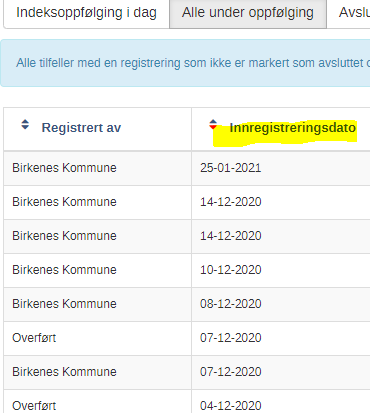 Indeksoppfølging i dag Alle under oppfølging Avslu
Alle tilfeller med en registrering som ikke er markert som avsluttet
Registrert av Innregistreringsdato
Birkenes Kommune 25-01-2021
Birkenes Kommune 14-12-2020
Birkenes Kommune 14-12-2020
Birkenes Kommune 10-12-2020
Birkenes Kommune 08-12-2020
Overført 07-12-2020
Birkenes Kommune 07-12-2020
Overført 04-12-2020